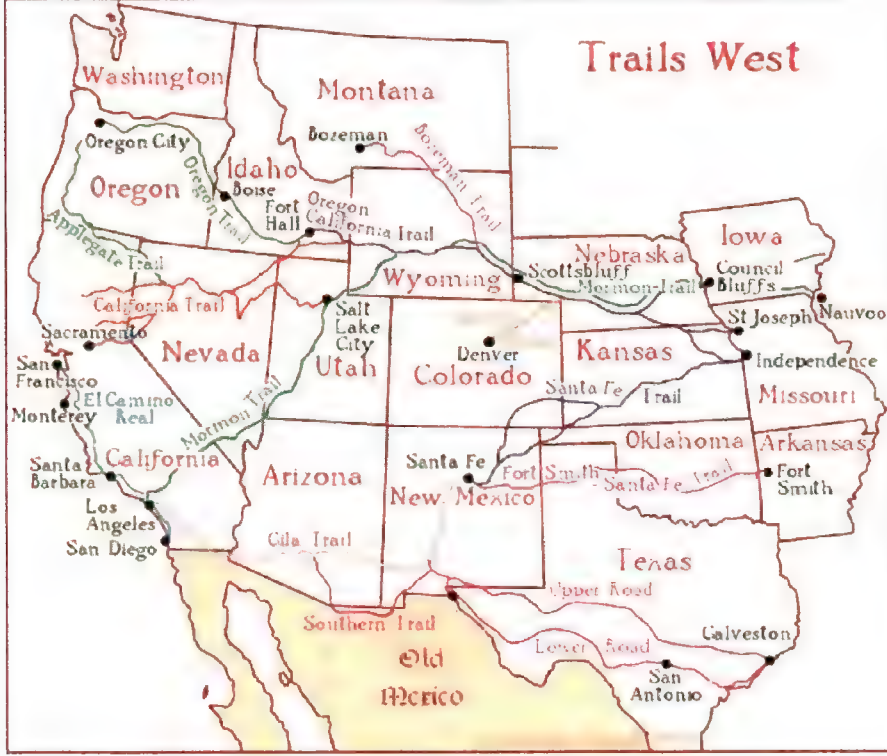 Trails West
Washington
Montana
Oregon City
Bozeman
Bozeman Trail
Idaho
Oregon
Oregon Trail
Boise
Fort
Hall
Oregon
California Trail
Applegate Trail
Wyoming
Scottsbluff
Nebraska
Mormon Trail
Iowa
Council
Bluffs
Nauvoo
California Trail
Sacramento
Nevada
Salt
Lake
City
Utah
Denver
Colorado
Kansas
St Joseph
Independence
Missouri
San
Francisco
Monterey
El Camino
Real
Mormon Trail
Santa Fe
Trail
Santa
Barbara
California
Los
Angeles
San Diego
Arizona
Santa Fe
New Mexico
Fort Smith
Santa Fe Trail
Oklahoma
Arkansas
Fort
Smith
Gila Trail
Southern Trail
Texas
Upper Road
Lower Road
Galveston
San
Antonio
Old
Mexico